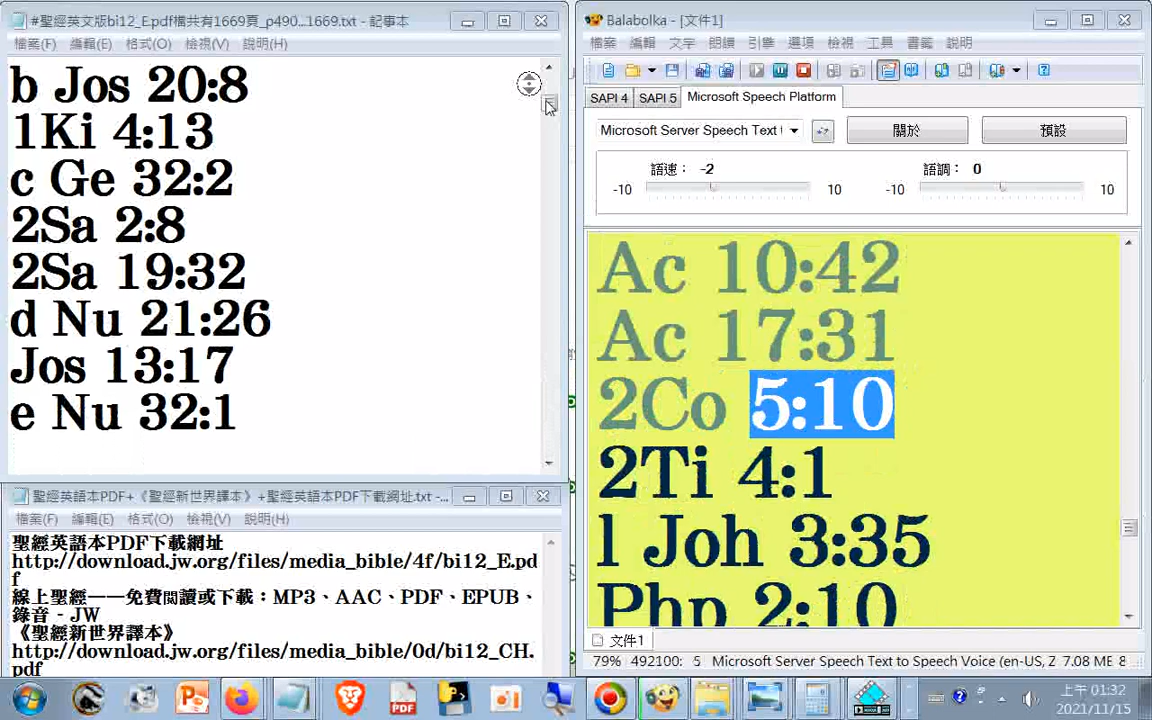 #聖經英文版bi12_E.pdf檔共有1669頁_p490...1669.txt - 記事本
檔案(F) 編輯(E) 格式(O) 檢視(V) 說明(H)
b Jos 20:8
1Ki 4:13
c Ge 32:2
2Sa 2:8
2Sa 19:32
d Nu 21:26
Jos 13:17
e Nu 32:1
聖經英語本PDF+《聖經新世界譯本》+聖經英語本PDF下載網址.txt -...
檔案(F) 編輯(E) 格式(O) 檢視(V) 說明(H)
聖經英語本PDF下載網址
http://download.jw.org/files/media_bible/4f/bi12_E.pd
f
線上聖經——免費閱讀或下載：MP3、AAC、PDF、EPUB、
錄音 - JW
《聖經新世界譯本》
http://download.jw.org/files/media_bible/0d/bi12_CH.
pdf
Balabolka - [文件1]
檔案 編輯 文字 朗讀 引擎 選項 檢視 工具 書籤 說明
SAPI 4 SAPI 5 Microsoft Speech Platform
Microsoft Server Speech Text 關於 預設
語速： -2 語調： 0
-10 10 -10 10
Ac 10:42
Ac 17:31
2Co 5:10
2Ti 4:1
l Joh 3:35
Php 2:10
文件1
79% 492100: 5 Microsoft Server Speech Text to Speech Voice (en-US, Z 7.08 ME 8
PDF
上午 01:32
2021/11/15